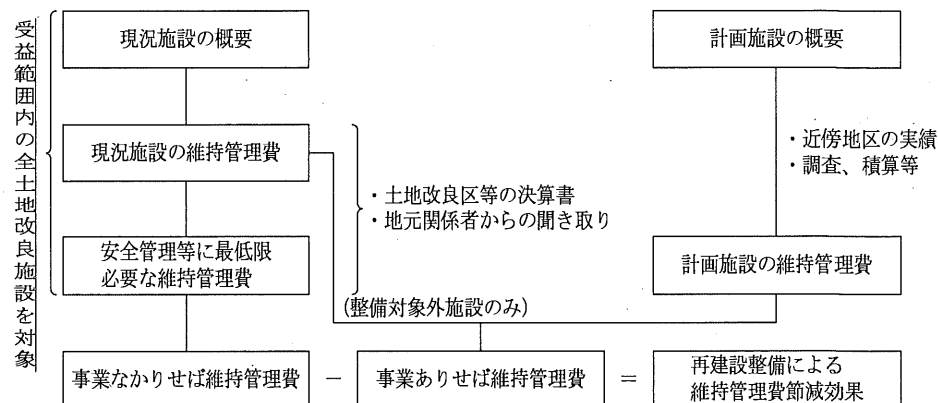 受益範囲内の全土地改良施設を対象
現況施設の概要
計画施設の概要
現況施設の維持管理費
・近傍地区の実績
・調査、積算等
・土地改良区等の決算書
・地元関係者からの聞き取り
安全管理等に最低限
必要な維持管理費
計画施設の維持管理費
(整備対象外施設のみ)
事業なかりせば維持管理費 － 事業ありせば維持管理費 ＝ 再建設整備による
維持管理費節減効果